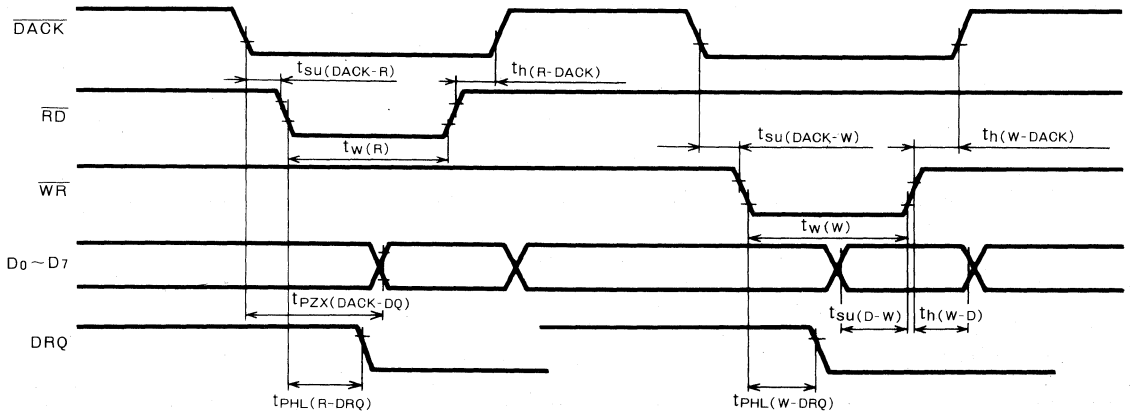 DACK
tsu(DACK-R)
th(R-DACK)
RD
tsu(DACK-W)
th(W-DACK)
tW(R)
WR
tW(W)
D0~D7
tPZX(DACK-DQ)
tsu(D-W)
th(W-D)
DRQ
tPHL(R-DRQ)
tPHL(W-DRQ)